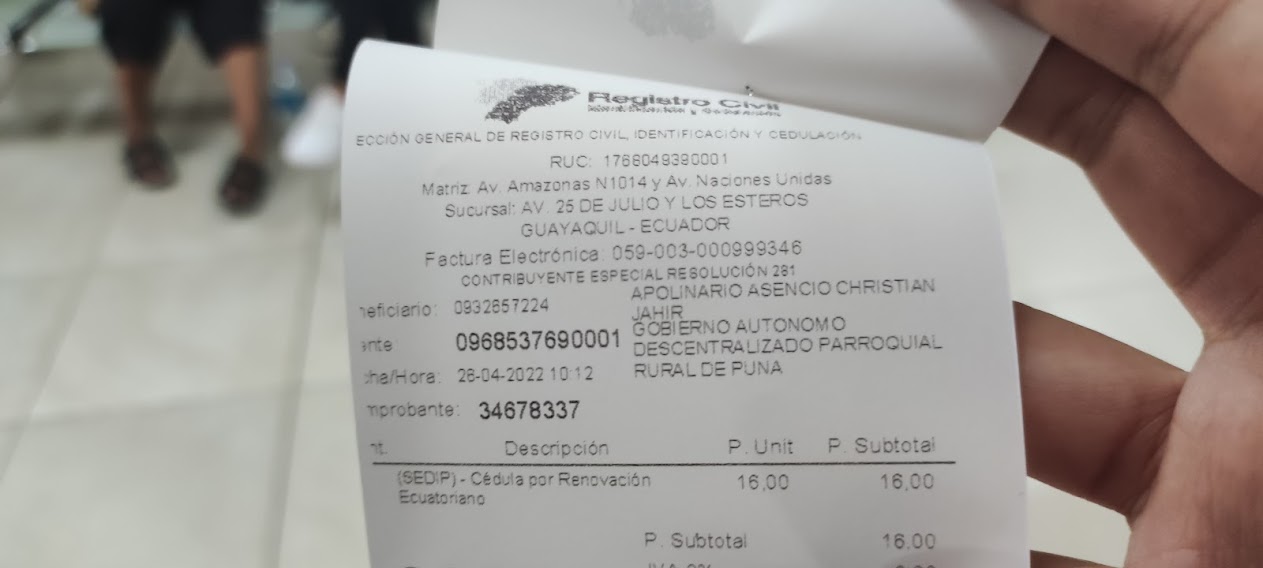 Registro Civil
ECCIÓN GENERAL DE REGISTRO CIVIL, IDENTIFICACIÓN Y CEDULACIÓN
RUC: 1766049390001
Matriz: Av. Amazonas N1014 y Av. Naciones Unidas
Sucursal: AV. 25 DE JULIO Y LOS ESTEROS
GUAYAQUIL - ECUADOR
Factura Electrónica: 059-003-000999346
CONTRIBUYENTE ESPECIAL RESOLUCIÓN 281
neficiario: 0932657224 APOLINARIO ASENCIO CHRISTIAN
JAHIR
ante 0968537690001 GOBIERNO AUTONOMO
DESCENTRALIZADO PARROQUIAL
cha/Hora: 26-04-2022 10:12 RURAL DE PUNA
mprobante: 34678337
nt. Descripción P. Unit P. Subtotal
(SEDIP) - Cédula por Renovación 16,00 16,00
Ecuatoriano
P. Subtotal 16,00